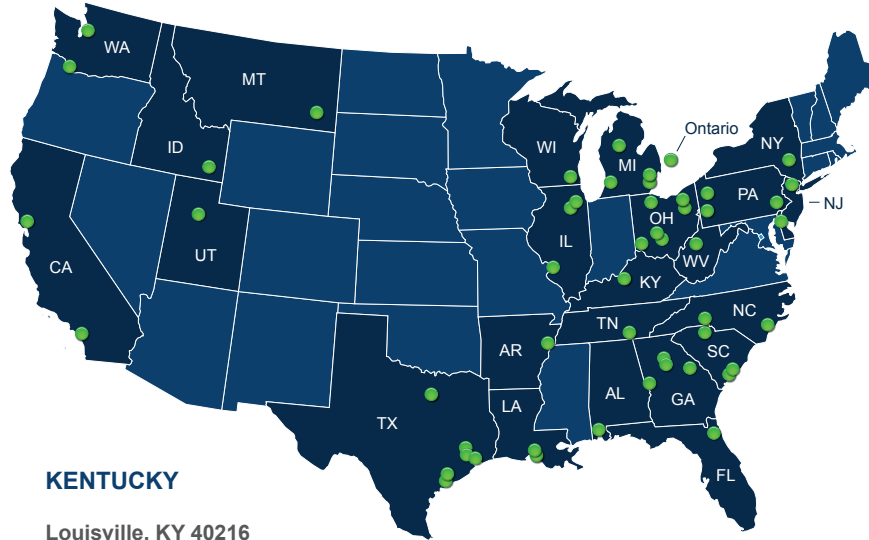 WA
MT
Ontario
NY
WI
MI
ID
PA
NJ
OH
IL
UT
WV
CA
KY
NC
TN
AR
SC
AL
GA
LA
TX
FL
KENTUCKY
Louisville, KY 40216